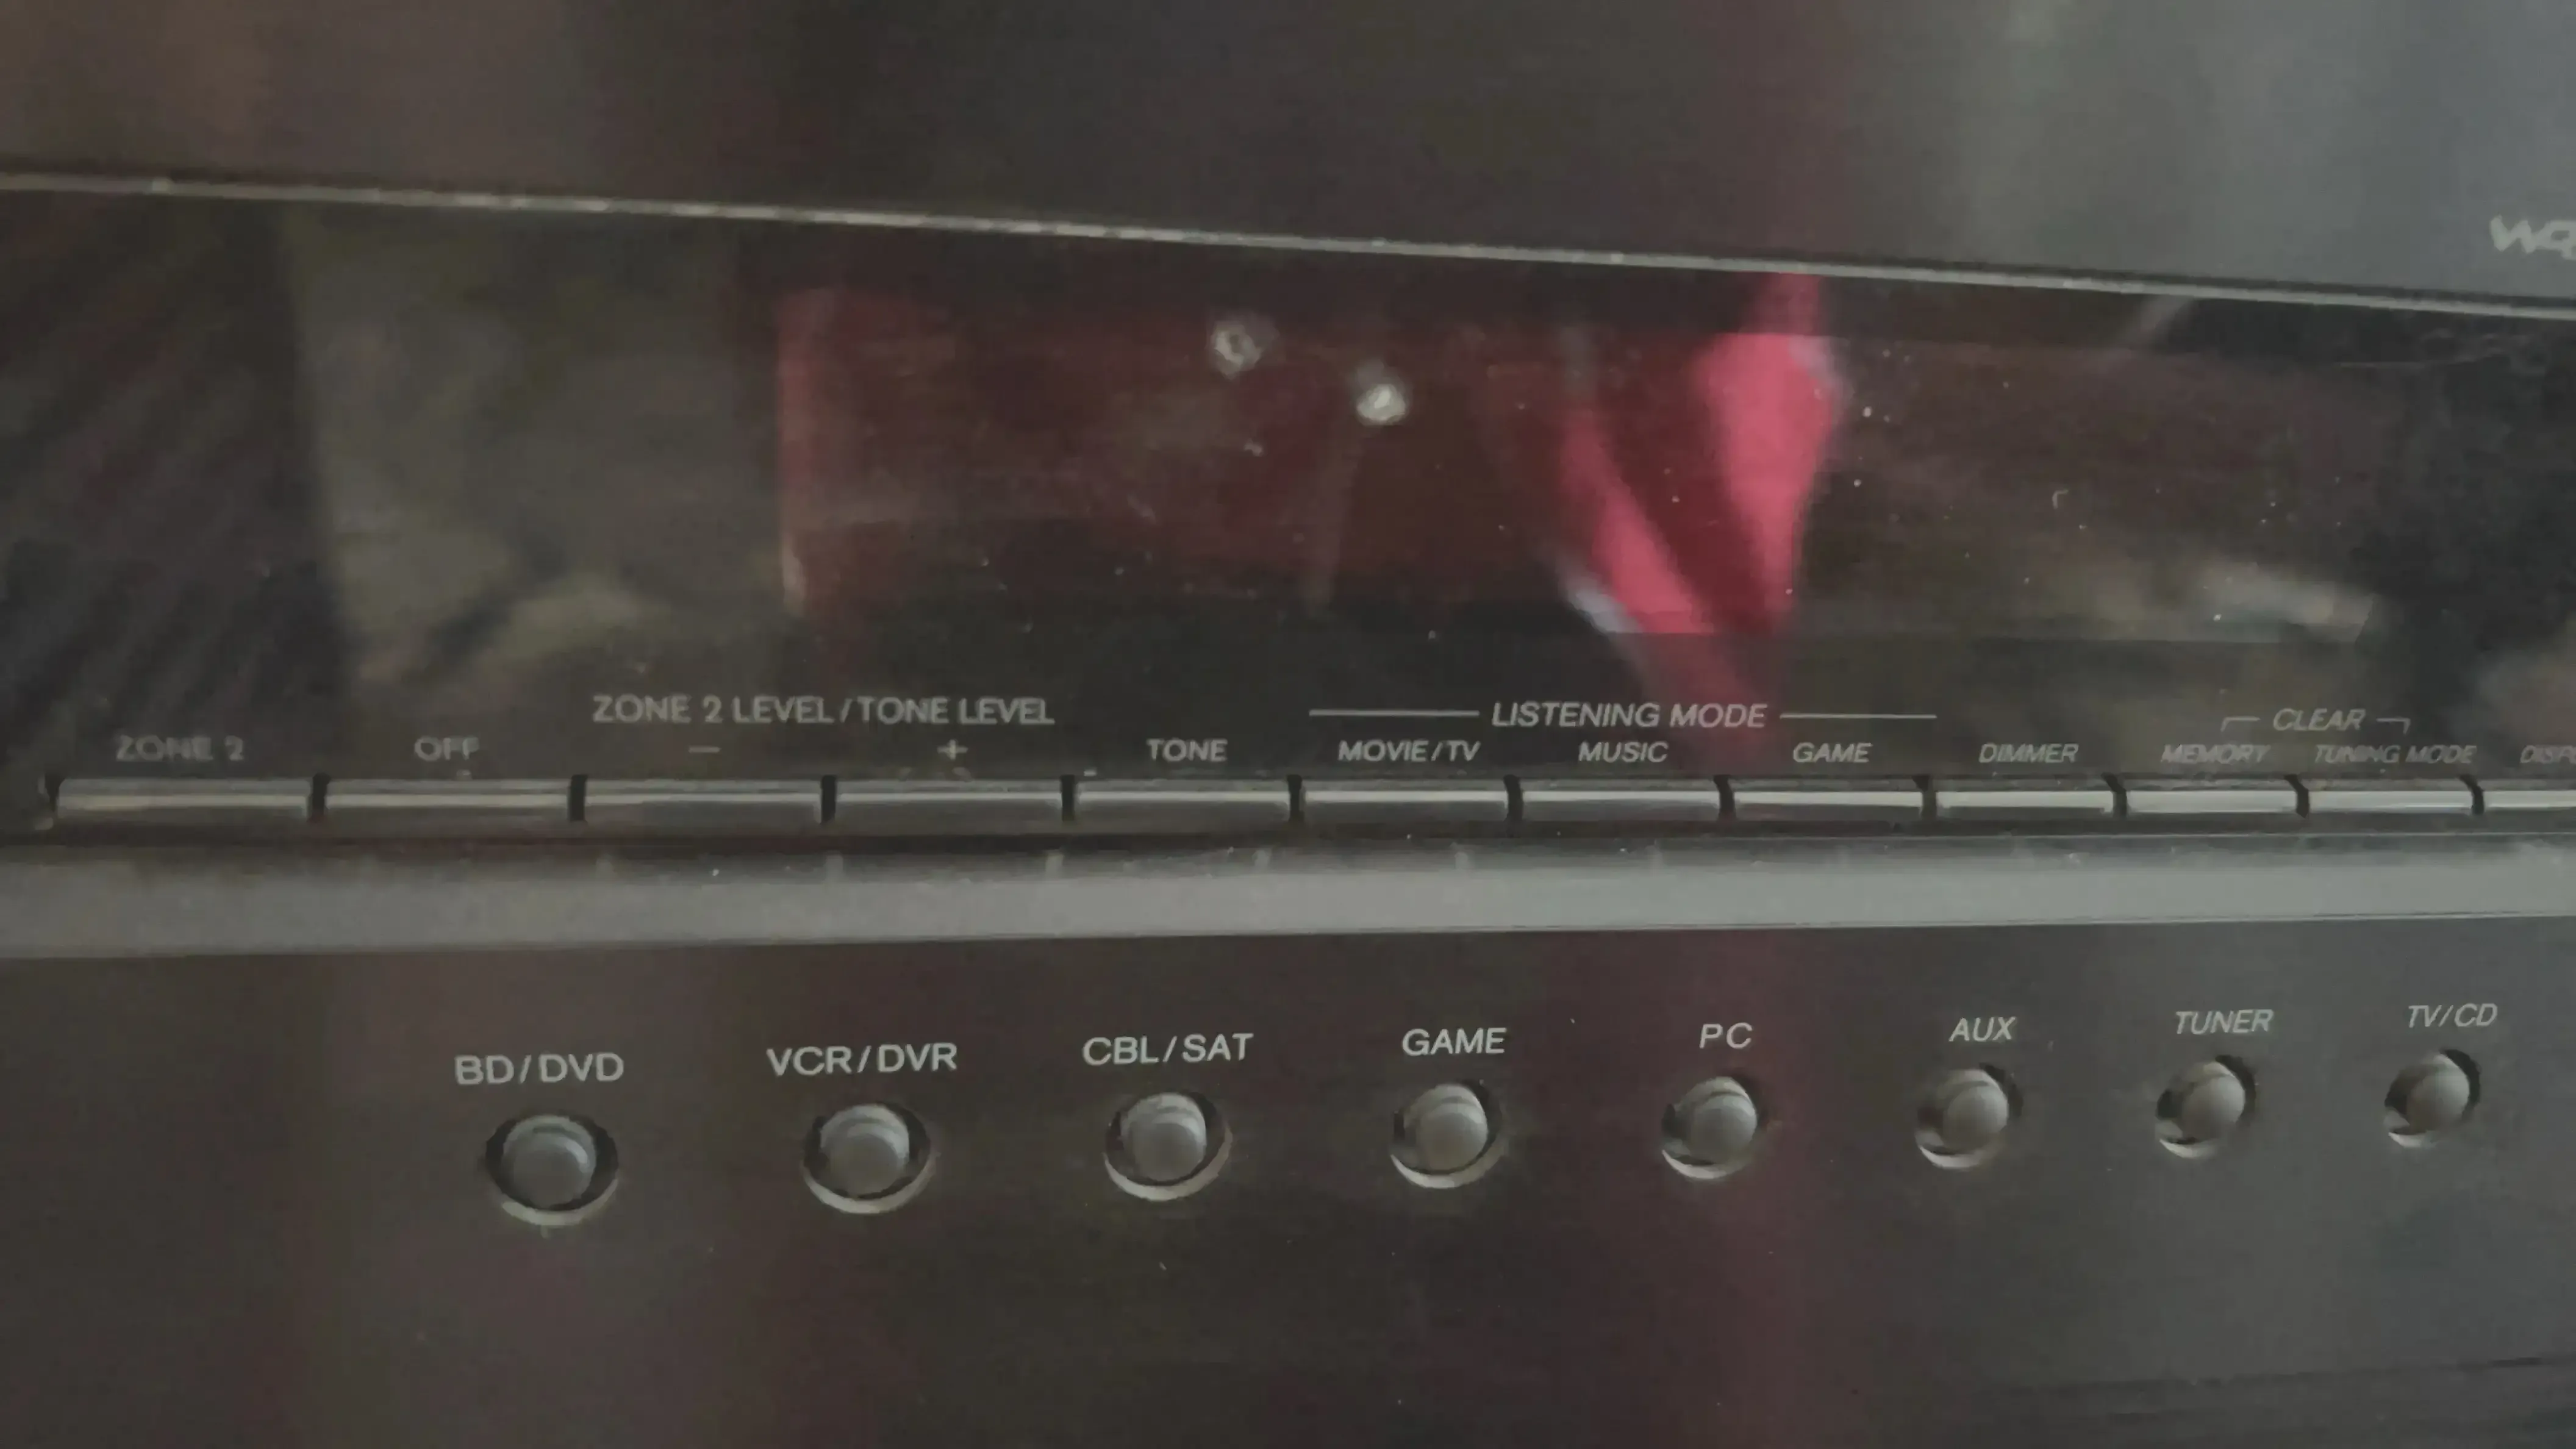 ZONE 2 LEVEL/TONE LEVEL LISTENING MODE CLEAR
ZONE 2 OFF − + TONE MOVIE/TV MUSIC GAME DIMMER MEMORY TUNING MODE
BD/DVD VCR/DVR CBL/SAT GAME PC AUX TUNER TV/CD